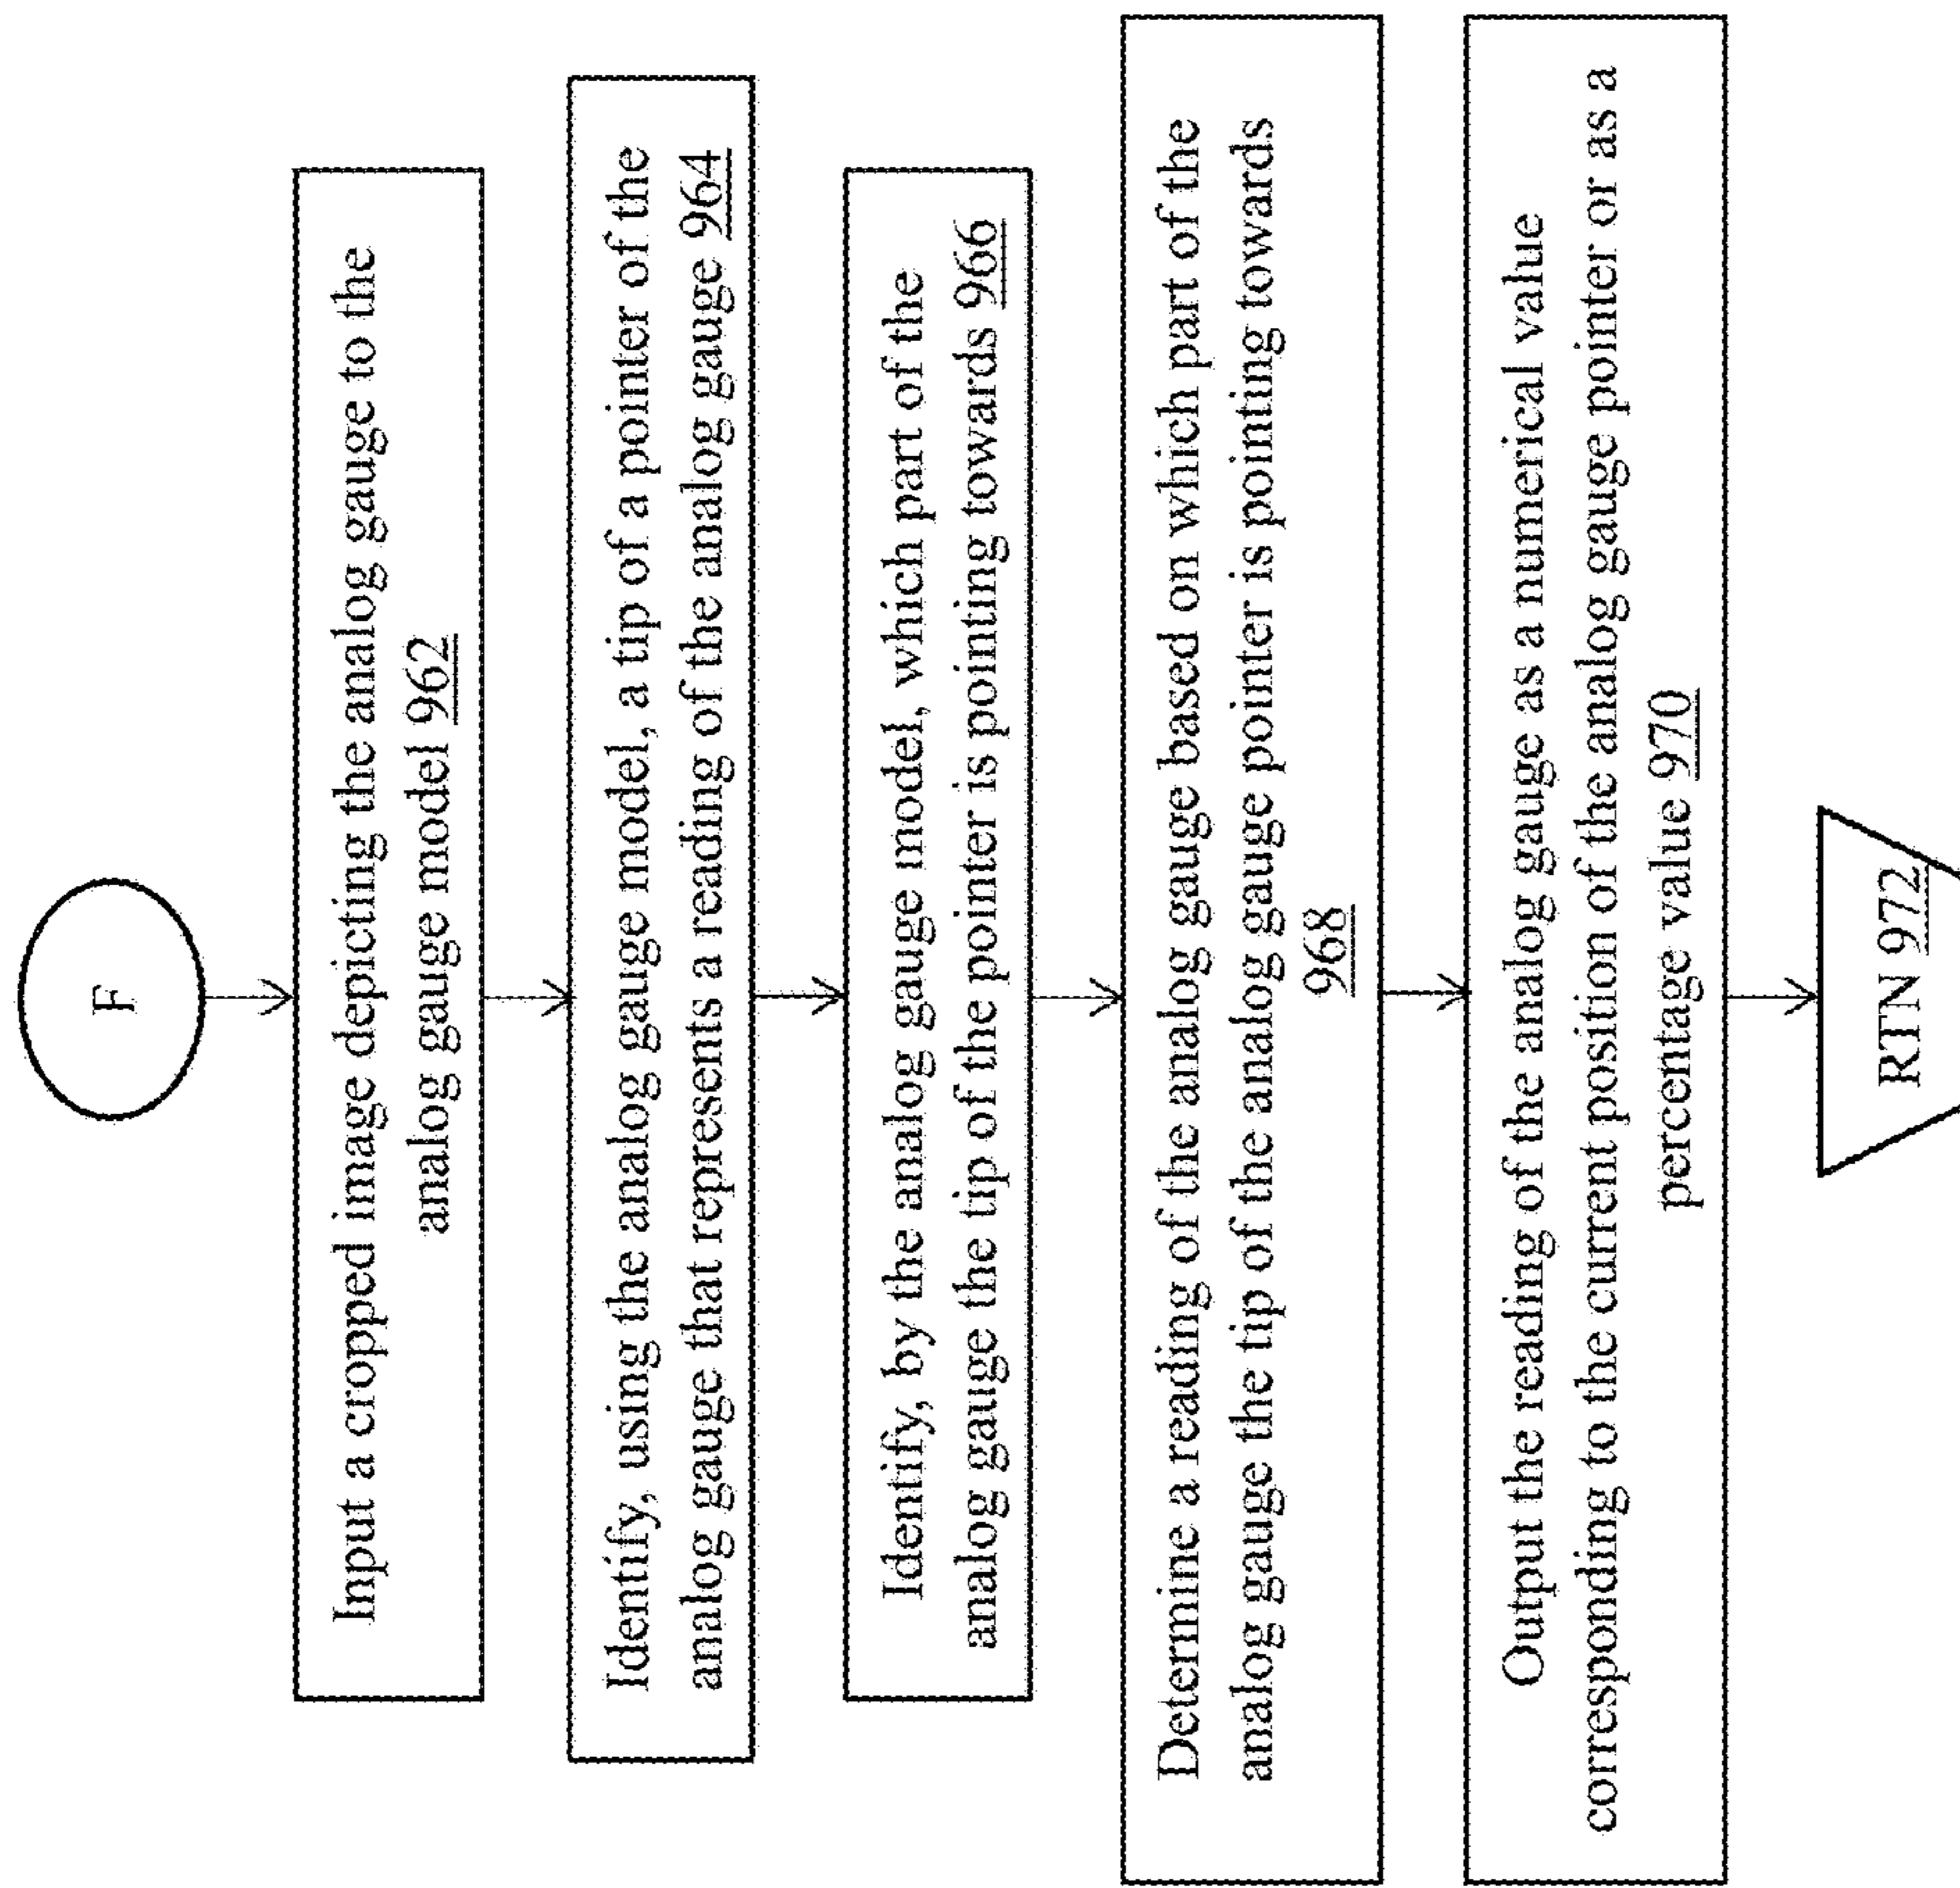 F
Input a cropped image depicting the analog gauge to the
analog gauge model 962
Identify, using the analog gauge model, a tip of a pointer of the
analog gauge that represents a reading of the analog gauge 964
Identify, by the analog gauge model, which part of the
analog gauge the tip of the pointer is pointing towards 966
Determine a reading of the analog gauge based on which part of the
analog gauge the tip of the analog gauge pointer is pointing towards
968
Output the reading of the analog gauge as a numerical value
corresponding to the current position of the analog gauge pointer or as a
percentage value 970
RTN 972